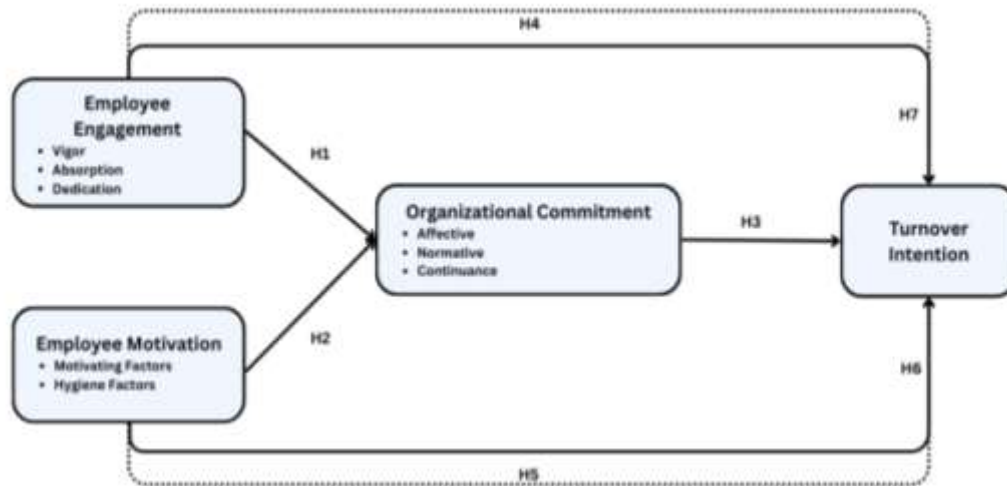 H4
Employee
Engagement
• Vigor
• Absorption
• Dedication
H7
H1
Organizational Commitment
• Affective
• Normative
• Continuance
H3
Turnover
Intention
H2
Employee Motivation
• Motivating Factors
• Hygiene Factors
H6
H5